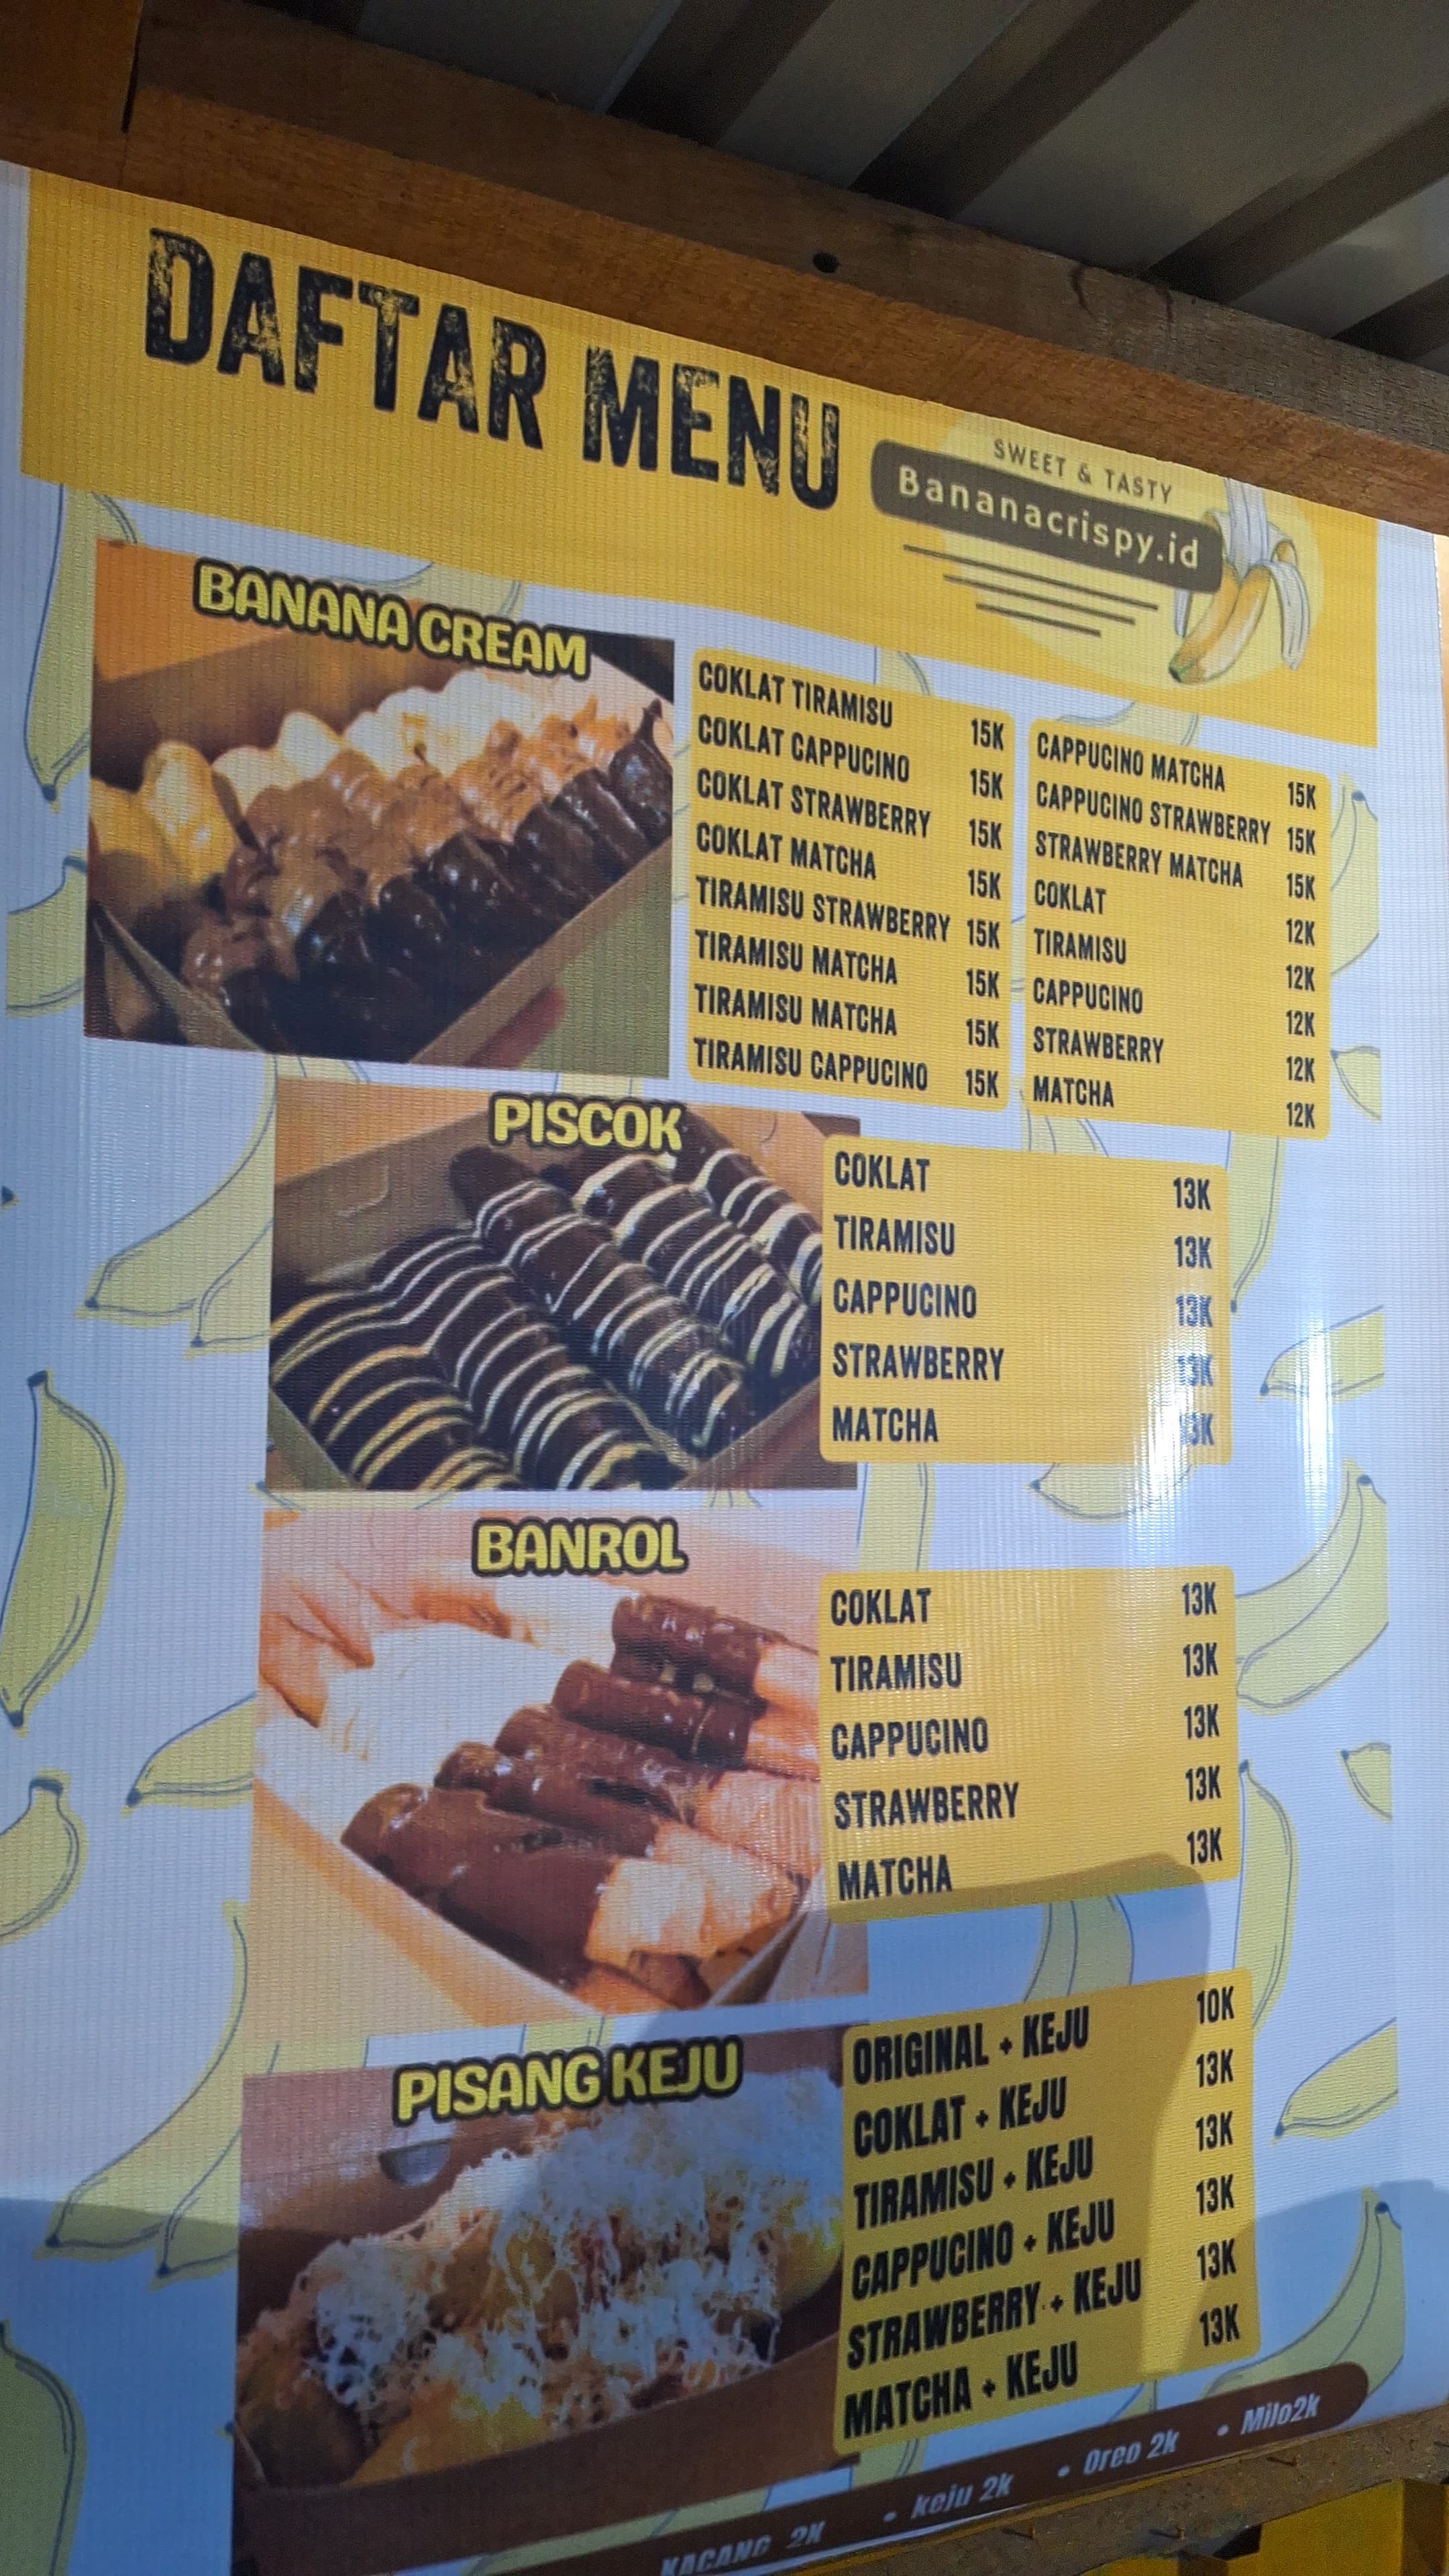 DAFTAR MENU
SWEET & TASTY
Bananacrispy.id
BANANA CREAM
COKLAT TIRAMISU 15K
COKLAT CAPPUCINO 15K
COKLAT STRAWBERRY 15K
COKLAT MATCHA 15K
TIRAMISU STRAWBERRY 15K
TIRAMISU MATCHA 15K
TIRAMISU MATCHA 15K
TIRAMISU CAPPUCINO 15K
CAPPUCINO MATCHA 15K
CAPPUCINO STRAWBERRY 15K
STRAWBERRY MATCHA 15K
COKLAT 12K
TIRAMISU 12K
CAPPUCINO 12K
STRAWBERRY 12K
MATCHA 12K
PISCOK
COKLAT 13K
TIRAMISU 13K
CAPPUCINO 13K
STRAWBERRY 13K
MATCHA 13K
BANROL
COKLAT 13K
TIRAMISU 13K
CAPPUCINO 13K
STRAWBERRY 13K
MATCHA 13K
PISANG KEJU
ORIGINAL + KEJU 10K
COKLAT + KEJU 13K
TIRAMISU + KEJU 13K
CAPPUCINO + KEJU 13K
STRAWBERRY + KEJU 13K
MATCHA + KEJU 13K
KACANG 2K • keju 2k • Oreo 2k • Milo2k